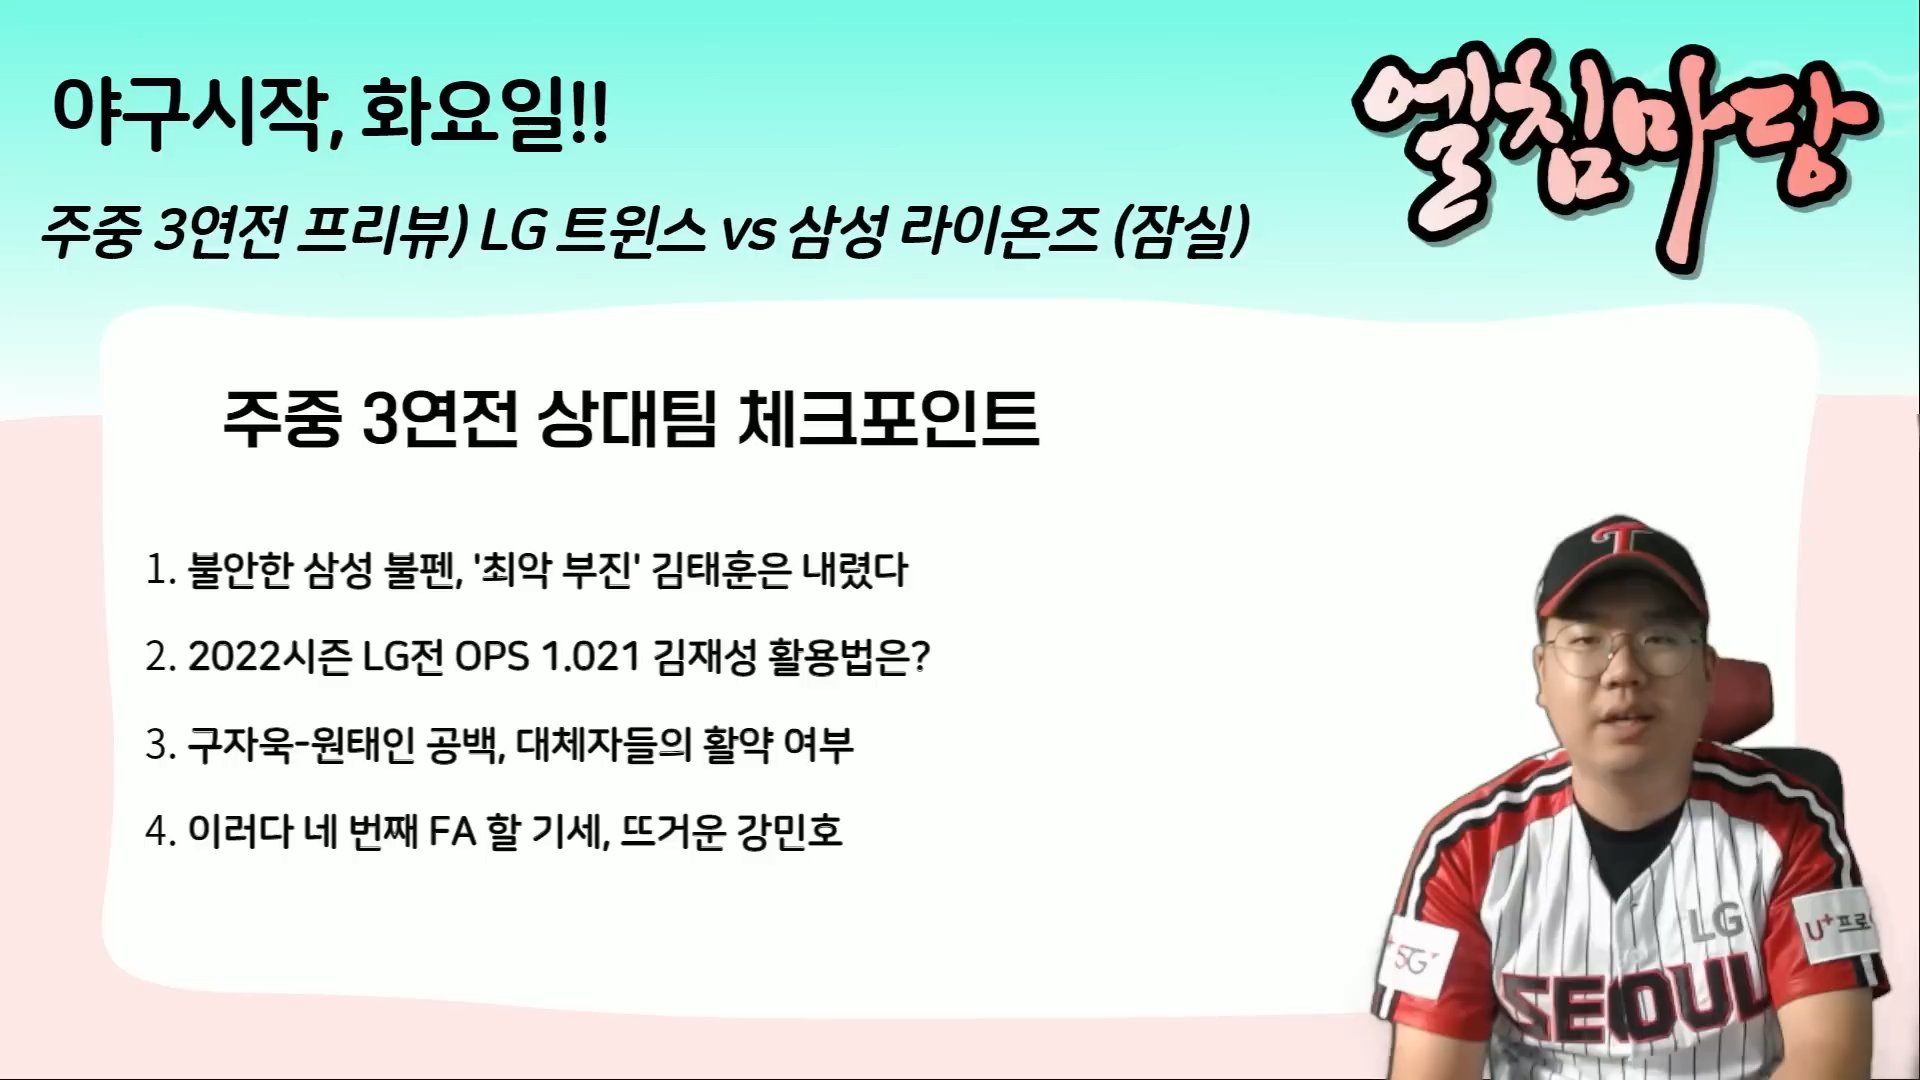 야구시작, 화요일!!
엘침마당
주중 3연전 프리뷰) LG 트윈스 vs 삼성 라이온즈 (잠실)
주중 3연전 상대팀 체크포인트
1. 불안한 삼성 불펜, '최악 부진' 김태훈은 내렸다
2. 2022시즌 LG전 OPS 1.021 김재성 활용법은?
3. 구자욱-원태인 공백, 대체자들의 활약 여부
4. 이러다 네 번째 FA 할 기세, 뜨거운 강민호
T
LG
U+프로
5G
SEOUL